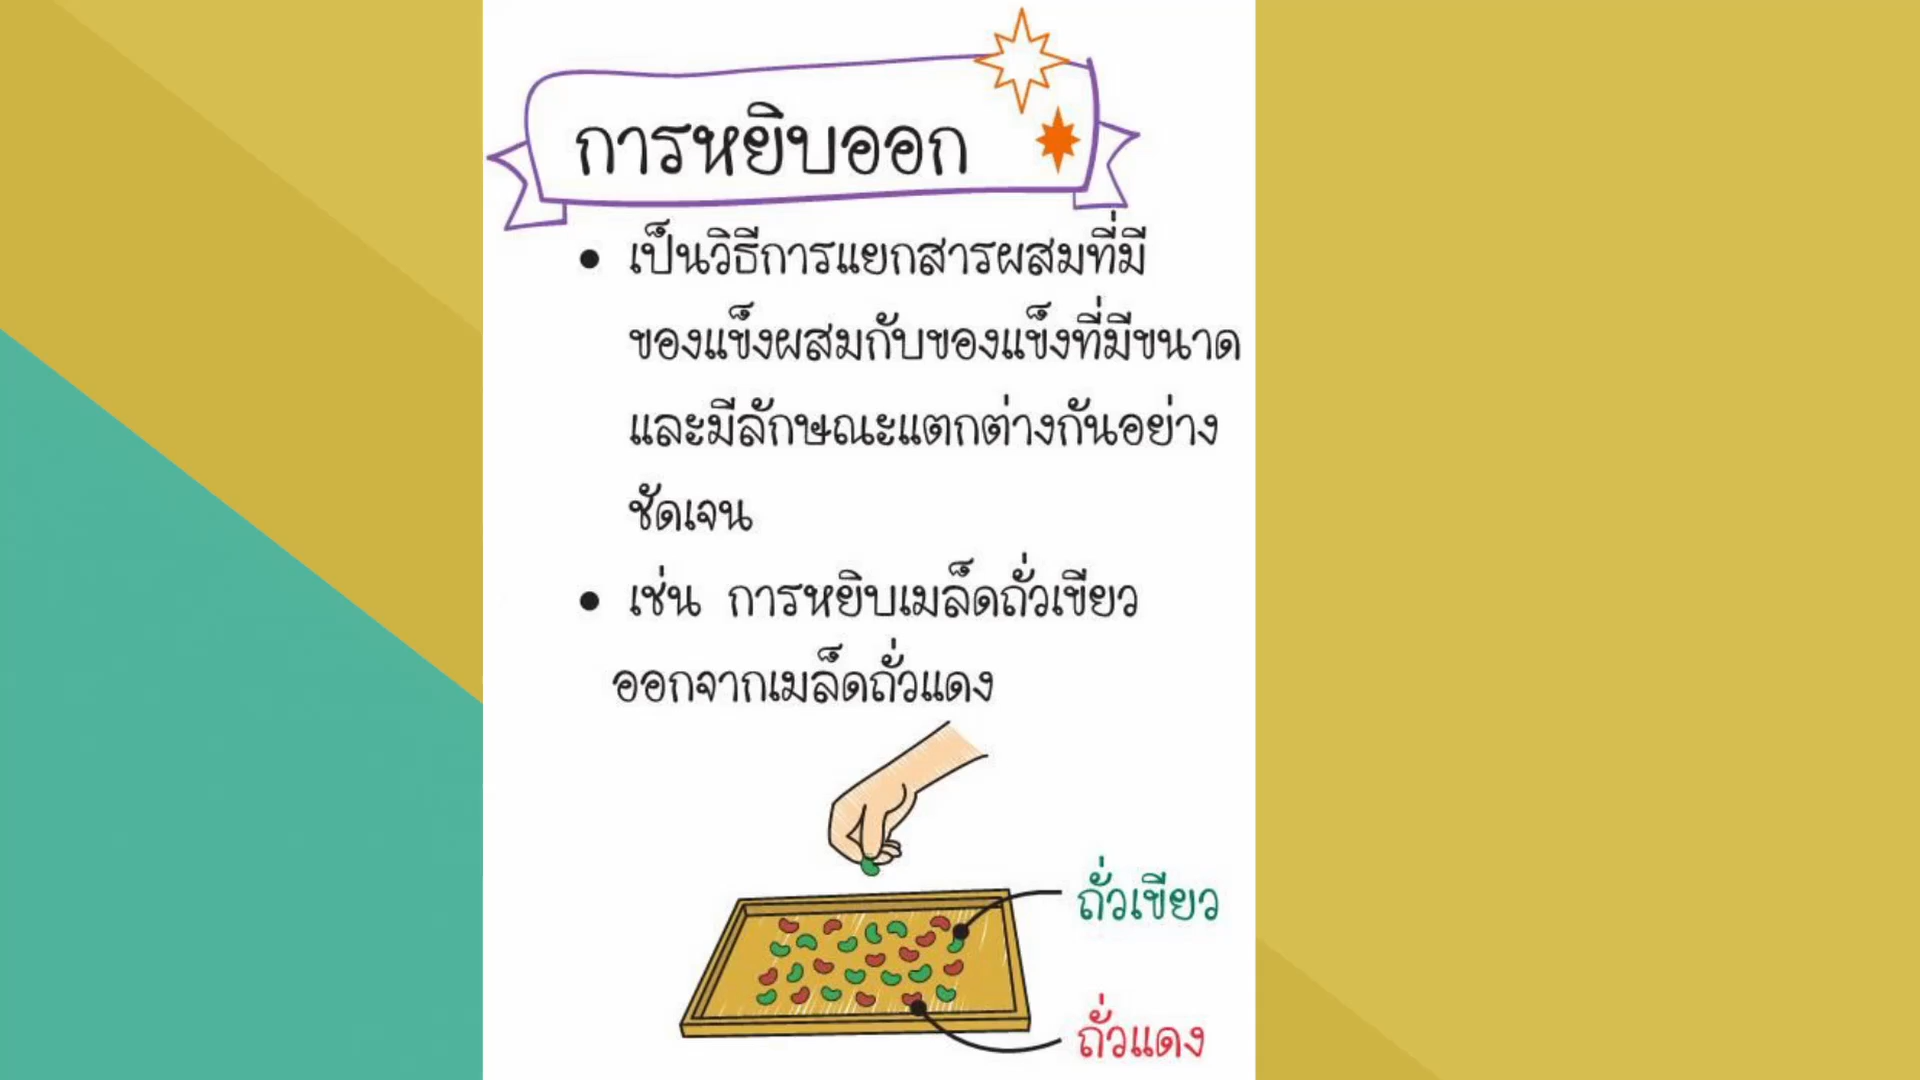 การหยิบออก
• เป็นวิธีการแยกสารผสมที่มี
ของแข็งผสมกับของแข็งที่มีขนาด
และมีลักษณะแตกต่างกันอย่าง
ชัดเจน
• เช่น การหยิบเมล็ดถั่วเขียว
ออกจากเมล็ดถั่วแดง
ถั่วเขียว
ถั่วแดง